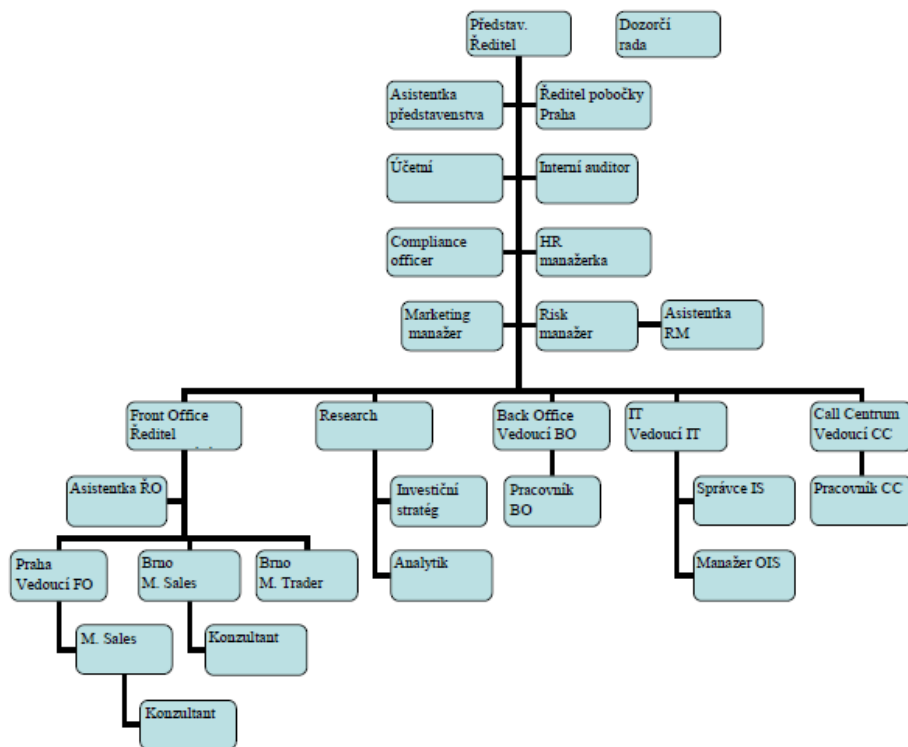 Představ.
Ředitel
Dozorčí
rada
Asistentka
představenstva
Ředitel pobočky
Praha
Účetní
Interní auditor
Compliance
officer
HR
manažerka
Marketing
manažer
Risk
manažer
Asistentka
RM
Front Office
Ředitel
Research
Back Office
Vedoucí BO
IT
Vedoucí IT
Call Centrum
Vedoucí CC
Asistentka ŘO
Investiční
stratég
Pracovník
BO
Správce IS
Pracovník CC
Praha
Vedoucí FO
Brno
M. Sales
Brno
M. Trader
Analytik
Manažer OIS
M. Sales
Konzultant
Konzultant